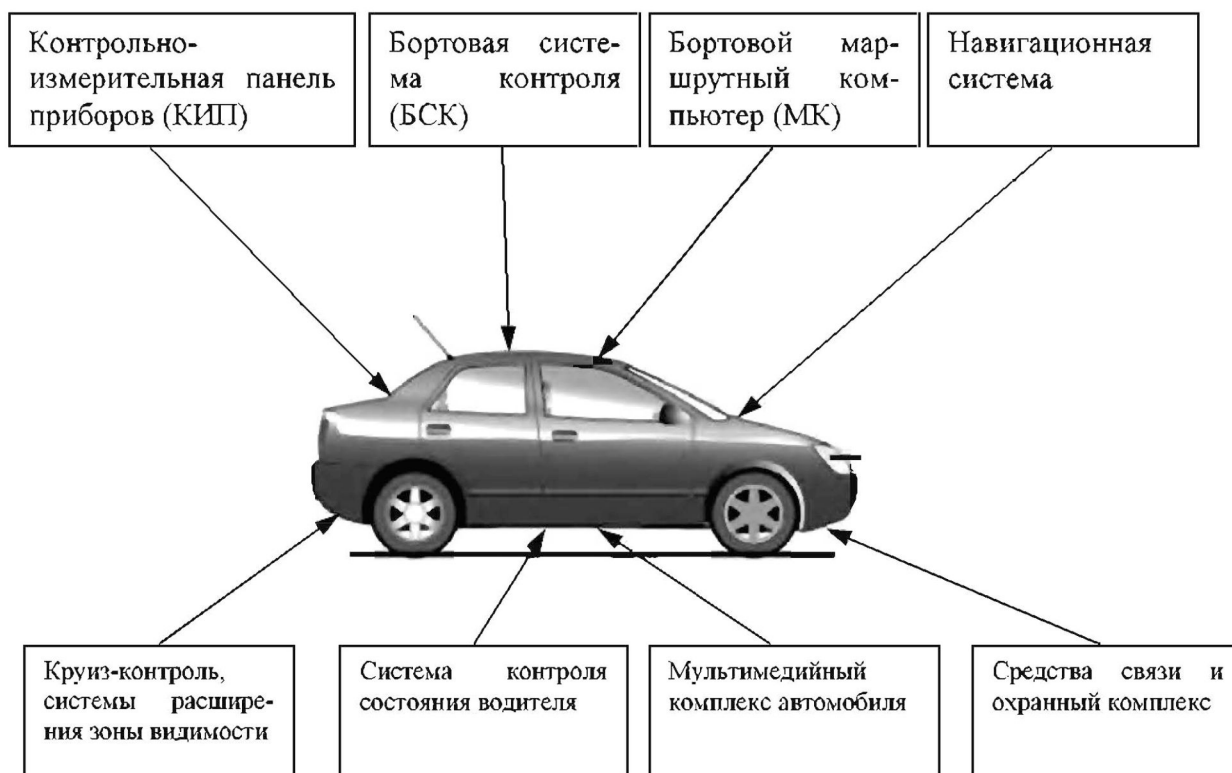 Контрольно-
измерительная панель
приборов (КИП)
Бортовая систе-
ма контроля
(БСК)
Бортовой мар-
шрутный ком-
пьютер (МК)
Навигационная
система
Круиз-контроль,
системы расшире-
ния зоны видимости
Система контроля
состояния водителя
Мультимедийный
комплекс автомобиля
Средства связи и
охранный комплекс